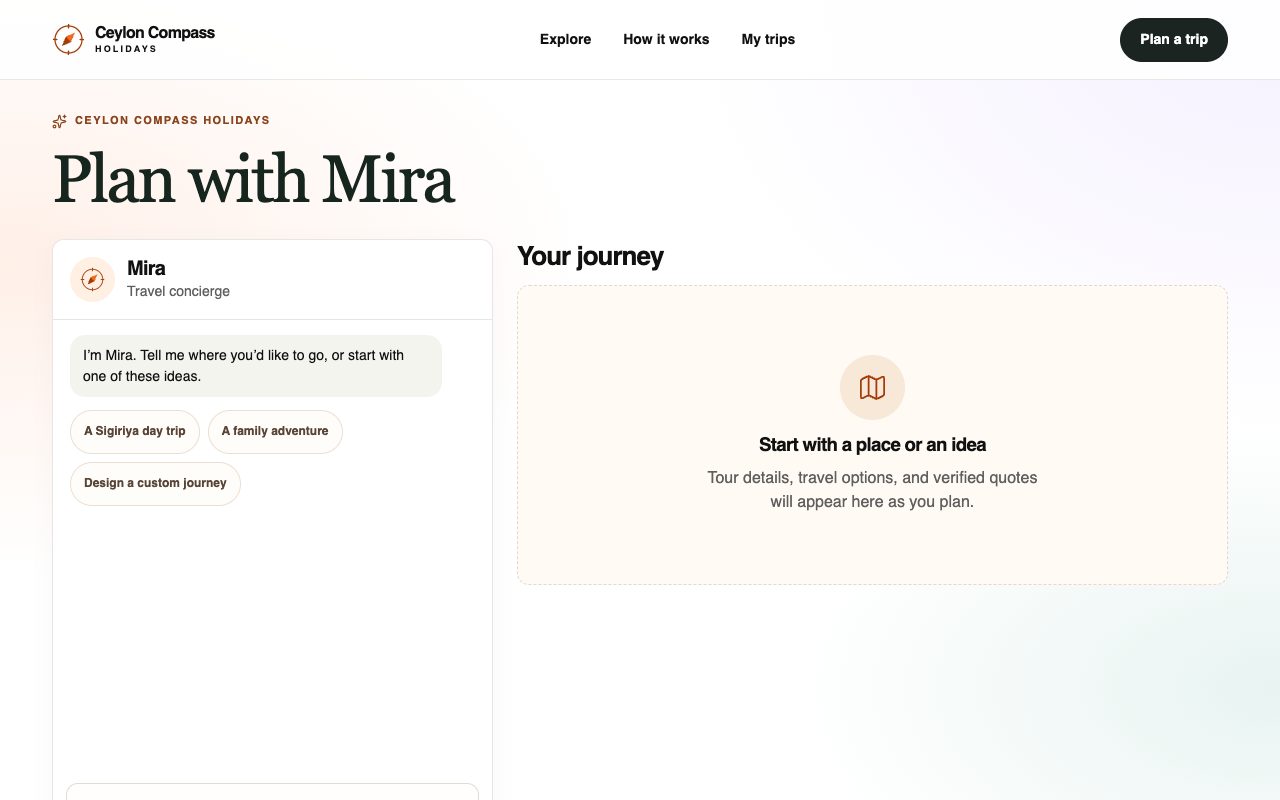 Ceylon Compass
HOLIDAYS
Explore
How it works
My trips
Plan a trip
CEYLON COMPASS HOLIDAYS
Plan with Mira
Mira
Travel concierge
I’m Mira. Tell me where you’d like to go, or start with
one of these ideas.
A Sigiriya day trip
A family adventure
Design a custom journey
Your journey
Start with a place or an idea
Tour details, travel options, and verified quotes
will appear here as you plan.